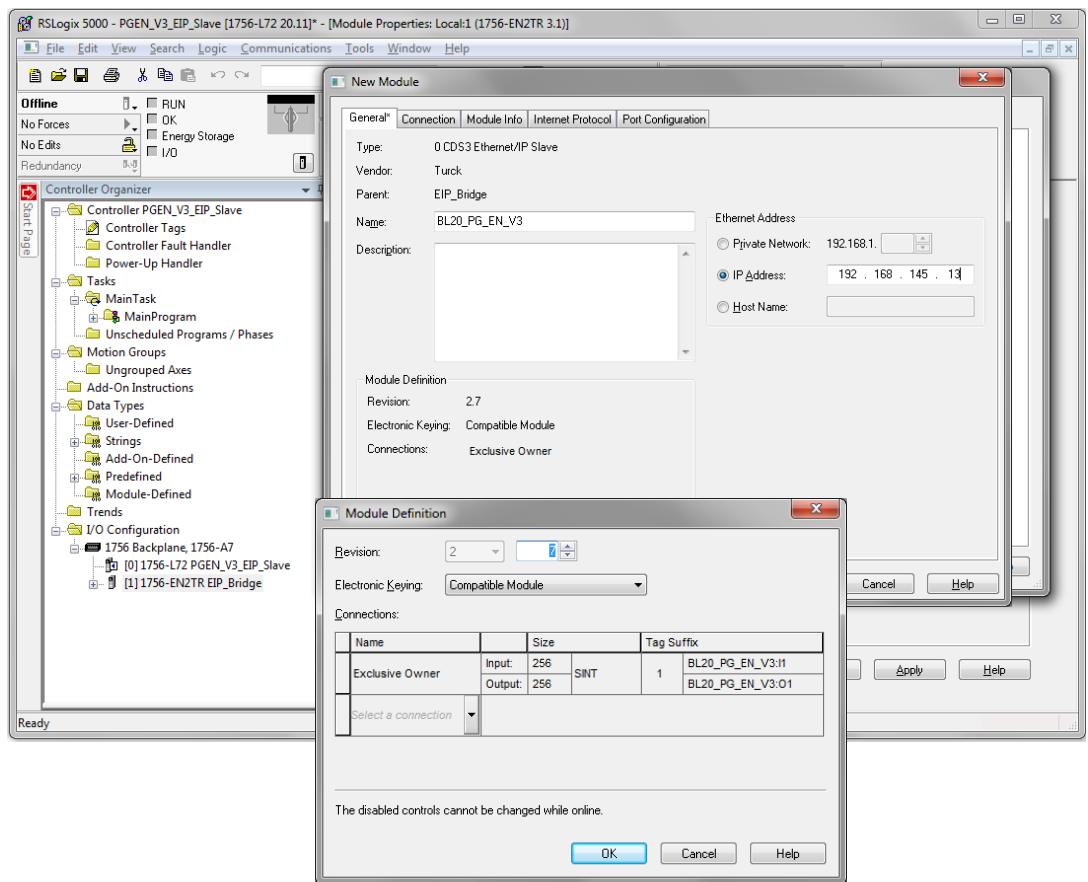 RSLogix 5000 - PGEN_V3_EIP_Slave [1756-L72 20.11]* - [Module Properties: Local:1 (1756-EN2TR 3.1)]
File Edit View Search Logic Communications Tools Window Help
Offline
RUN
No Forces
OK
No Edits
Energy Storage
Redundancy
I/O
Start Page
Controller Organizer
Controller PGEN_V3_EIP_Slave
Controller Tags
Controller Fault Handler
Power-Up Handler
Tasks
MainTask
MainProgram
Unscheduled Programs / Phases
Motion Groups
Ungrouped Axes
Add-On Instructions
Data Types
User-Defined
Strings
Add-On-Defined
Predefined
Module-Defined
Trends
I/O Configuration
1756 Backplane, 1756-A7
[0] 1756-L72 PGEN_V3_EIP_Slave
[1] 1756-EN2TR EIP_Bridge
Ready
New Module
General* Connection Module Info Internet Protocol Port Configuration
Type: 0 CDS3 Ethernet/IP Slave
Vendor: Turck
Parent: EIP_Bridge
Name: BL20_PG_EN_V3
Description:
Ethernet Address
Private Network: 192.168.1.
IP Address: 192 . 168 . 145 . 13
Host Name:
Module Definition
Revision: 2.7
Electronic Keying: Compatible Module
Connections: Exclusive Owner
Cancel Help
Apply Help
Module Definition
Revision: 2 7
Electronic Keying: Compatible Module
Connections:
Name Size Tag Suffix
Exclusive Owner Input: 256 SINT 1 BL20_PG_EN_V3:I1
Output: 256 BL20_PG_EN_V3:O1
Select a connection
The disabled controls cannot be changed while online.
OK Cancel Help